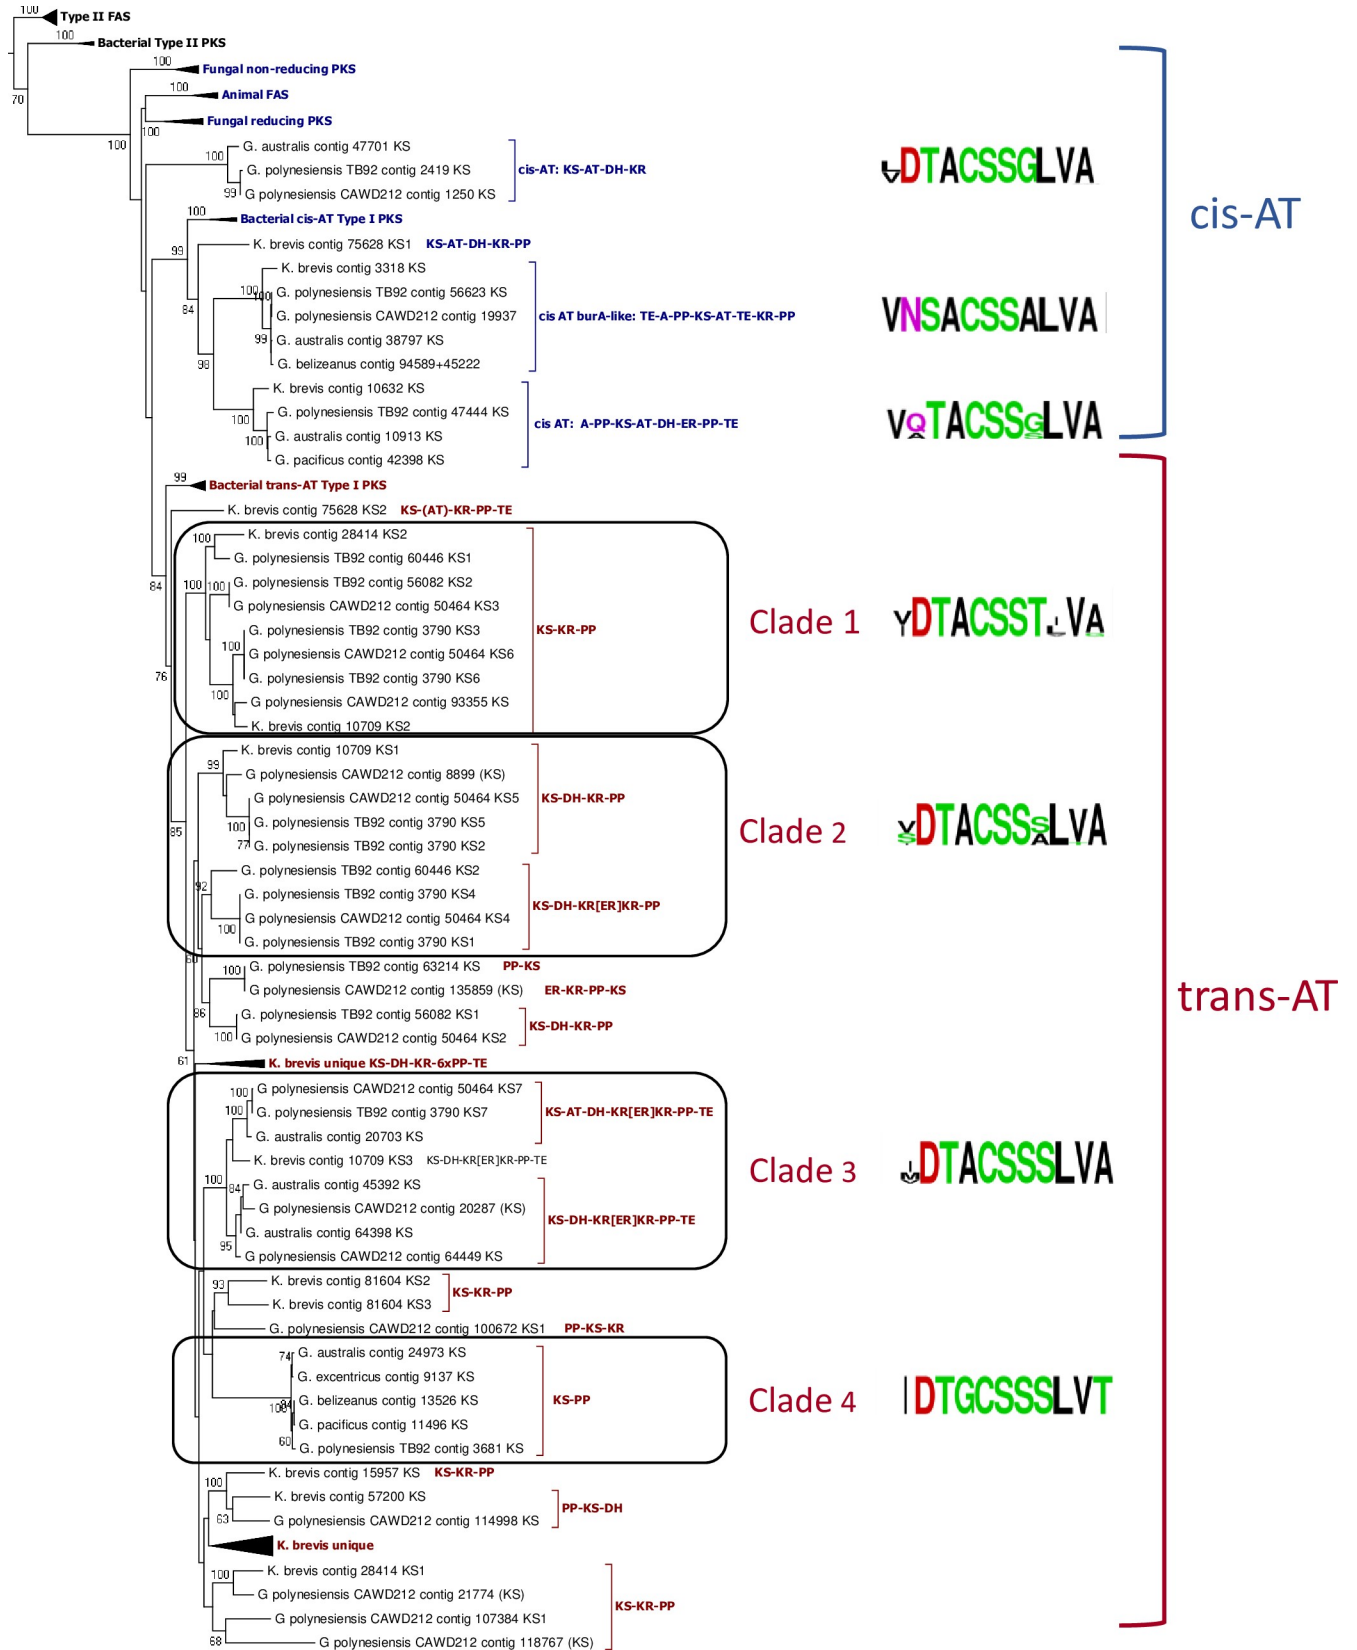 100
Type II FAS
100
Bacterial Type II PKS
100
Fungal non-reducing PKS
70
100
Animal FAS
100
Fungal reducing PKS
100
G. australis contig 47701 KS
100
G. polynesiensis TB92 contig 2419 KS
cis-AT: KS-AT-DH-KR
DTACSSGLVA
99
G polynesiensis CAWD212 contig 1250 KS
cis-AT
100
Bacterial cis-AT Type I PKS
99
K. brevis contig 75628 KS1
KS-AT-DH-KR-PP
K. brevis contig 3318 KS
100
100
G. polynesiensis TB92 contig 56623 KS
84
G. polynesiensis CAWD212 contig 19937
cis AT burA-like: TE-A-PP-KS-AT-TE-KR-PP
VNSACSSALVA
99
G. australis contig 38797 KS
98
G. belizeanus contig 94589+45222
K. brevis contig 10632 KS
100
G. polynesiensis TB92 contig 47444 KS
cis AT: A-PP-KS-AT-DH-ER-PP-TE
VQTACSSGLVA
100
G. australis contig 10913 KS
G. pacificus contig 42398 KS
99
Bacterial trans-AT Type I PKS
K. brevis contig 75628 KS2
KS-(AT)-KR-PP-TE
100
K. brevis contig 28414 KS2
G. polynesiensis TB92 contig 60446 KS1
84
100
100
G. polynesiensis TB92 contig 56082 KS2
G polynesiensis CAWD212 contig 50464 KS3
G. polynesiensis TB92 contig 3790 KS3
KS-KR-PP
Clade 1
YDTACSST VA
100
G polynesiensis CAWD212 contig 50464 KS6
76
G. polynesiensis TB92 contig 3790 KS6
100
G polynesiensis CAWD212 contig 93355 KS
K. brevis contig 10709 KS2
K. brevis contig 10709 KS1
99
G polynesiensis CAWD212 contig 8899 (KS)
G polynesiensis CAWD212 contig 50464 KS5
KS-DH-KR-PP
85
100
G. polynesiensis TB92 contig 3790 KS5
Clade 2
DTACSS LVA
77
G. polynesiensis TB92 contig 3790 KS2
92
G. polynesiensis TB92 contig 60446 KS2
G. polynesiensis TB92 contig 3790 KS4
KS-DH-KR[ER]KR-PP
100
G polynesiensis CAWD212 contig 50464 KS4
G. polynesiensis TB92 contig 3790 KS1
60
100
G. polynesiensis TB92 contig 63214 KS
PP-KS
G polynesiensis CAWD212 contig 135859 (KS)
ER-KR-PP-KS
trans-AT
86
G. polynesiensis TB92 contig 56082 KS1
KS-DH-KR-PP
100
G polynesiensis CAWD212 contig 50464 KS2
61
K. brevis unique KS-DH-KR-6xPP-TE
100
G polynesiensis CAWD212 contig 50464 KS7
100
G. polynesiensis TB92 contig 3790 KS7
KS-AT-DH-KR[ER]KR-PP-TE
G. australis contig 20703 KS
K. brevis contig 10709 KS3
KS-DH-KR[ER]KR-PP-TE
Clade 3
DTACSSSLVA
100
84
G. australis contig 45392 KS
G polynesiensis CAWD212 contig 20287 (KS)
KS-DH-KR[ER]KR-PP-TE
G. australis contig 64398 KS
95
G polynesiensis CAWD212 contig 64449 KS
93
K. brevis contig 81604 KS2
KS-KR-PP
K. brevis contig 81604 KS3
G. polynesiensis CAWD212 contig 100672 KS1
PP-KS-KR
74
G. australis contig 24973 KS
G. excentricus contig 9137 KS
100
G. belizeanus contig 13526 KS
KS-PP
Clade 4
IDTGCSSSLVT
G. pacificus contig 11496 KS
60
G. polynesiensis TB92 contig 3681 KS
100
K. brevis contig 15957 KS
KS-KR-PP
K. brevis contig 57200 KS
PP-KS-DH
63
G polynesiensis CAWD212 contig 114998 KS
K. brevis unique
100
K. brevis contig 28414 KS1
G polynesiensis CAWD212 contig 21774 (KS)
KS-KR-PP
G polynesiensis CAWD212 contig 107384 KS1
68
G polynesiensis CAWD212 contig 118767 (KS)